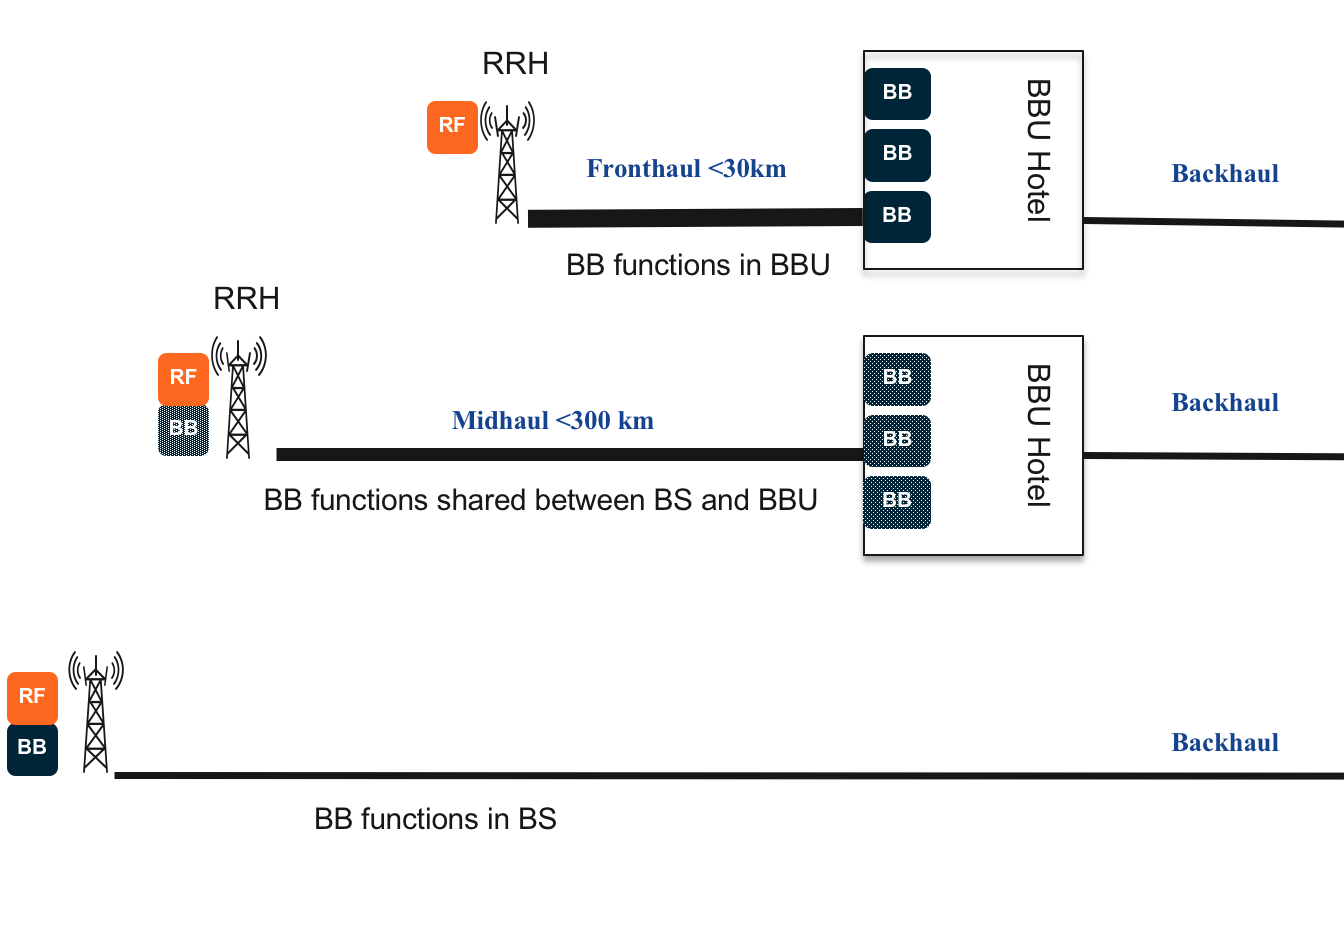 RRH
RF
BB
BB
BB
BBU Hotel
Fronthaul <30km
Backhaul
BB functions in BBU
RRH
RF
BB
BB
BB
BB
BBU Hotel
Midhaul <300 km
Backhaul
BB functions shared between BS and BBU
RF
BB
Backhaul
BB functions in BS